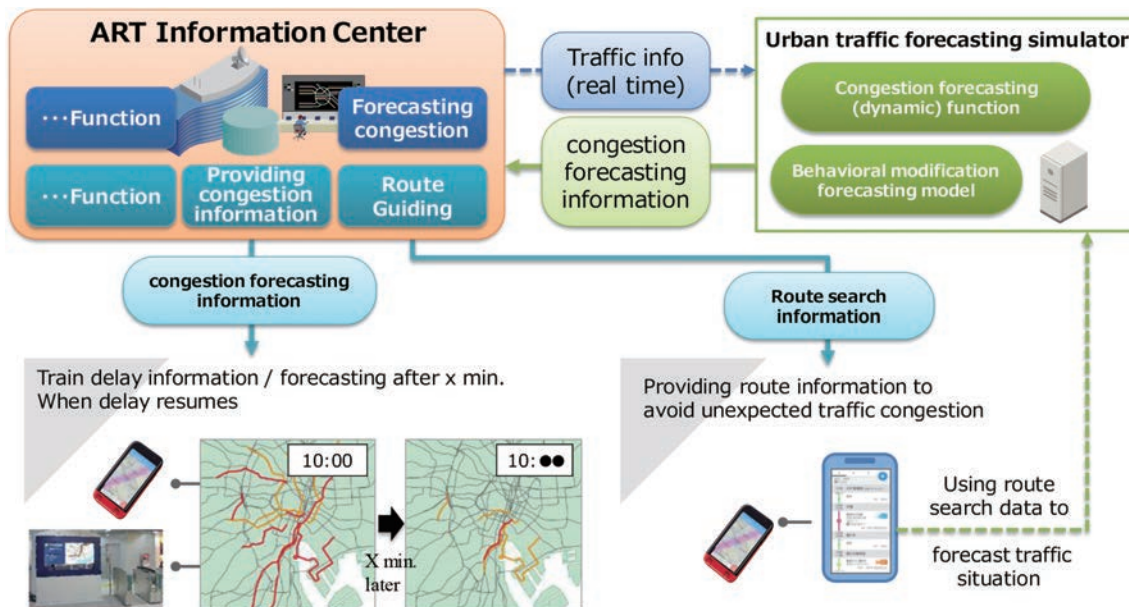 ART Information Center
…Function
Forecasting
congestion
…Function
Providing
congestion
information
Route
Guiding
Traffic info
(real time)
congestion
forecasting
information
Urban traffic forecasting simulator
Congestion forecasting
(dynamic) function
Behavioral modification
forecasting model
congestion forecasting
information
Route search
information
Train delay information / forecasting after x min.
When delay resumes
10:00
X min.
later
10:●●
Providing route information to
avoid unexpected traffic congestion
Using route
search data to
forecast traffic
situation